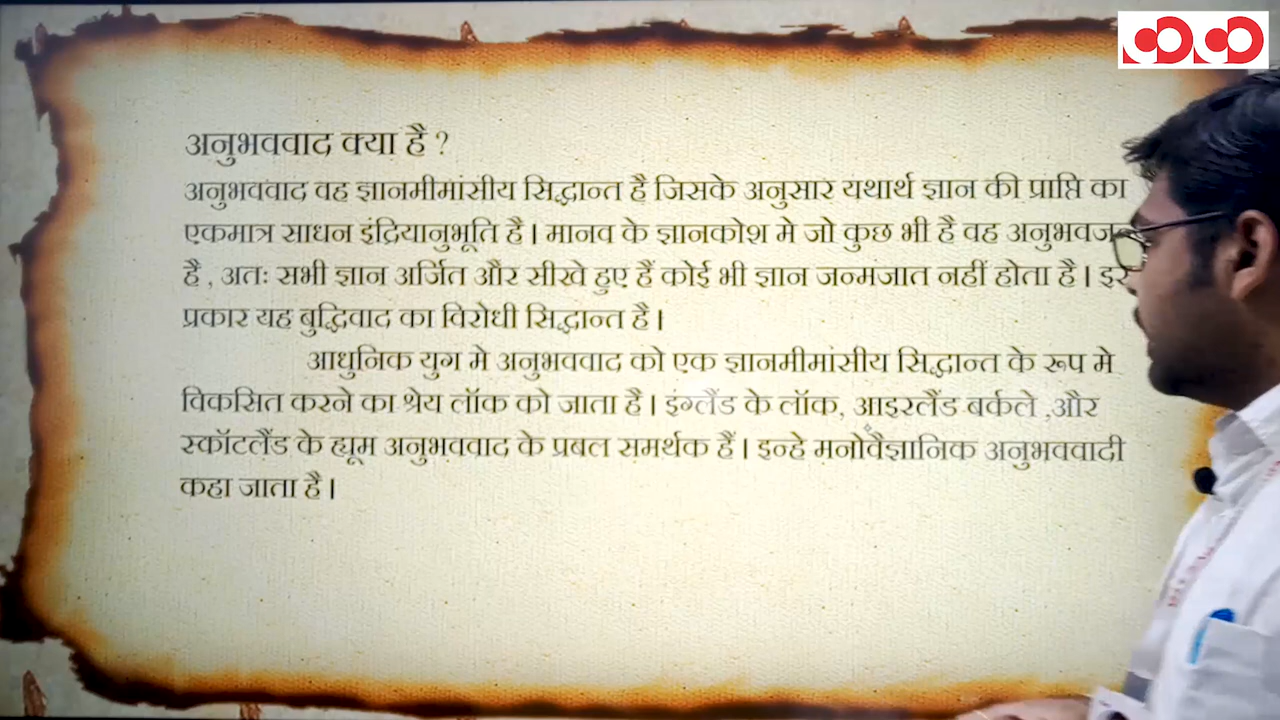 अनुभववाद क्या है ?
अनुभववाद वह ज्ञानमीमांसीय सिद्धान्त है जिसके अनुसार यथार्थ ज्ञान की प्राप्ति का
एकमात्र साधन इंद्रियानुभूति है । मानव के ज्ञानकोश मे जो कुछ भी है वह
है , अतः सभी ज्ञान अर्जित और सीखे हुए हैं कोई भी ज्ञान जन्मजात नहीं होता है ।
प्रकार यह बुद्धिवाद का विरोधी सिद्धान्त है ।
आधुनिक युग मे अनुभववाद को एक ज्ञानमीमांसीय सिद्धान्त के रूप मे
विकसित करने का श्रेय लॉक को जाता है । इंग्लैंड के लॉक, आइरलैंड बर्कले ,और
स्कॉटलैंड के ह्यूम अनुभववाद के प्रबल समर्थक हैं । इन्हे मनोवैज्ञानिक अनुभववादी
कहा जाता है ।